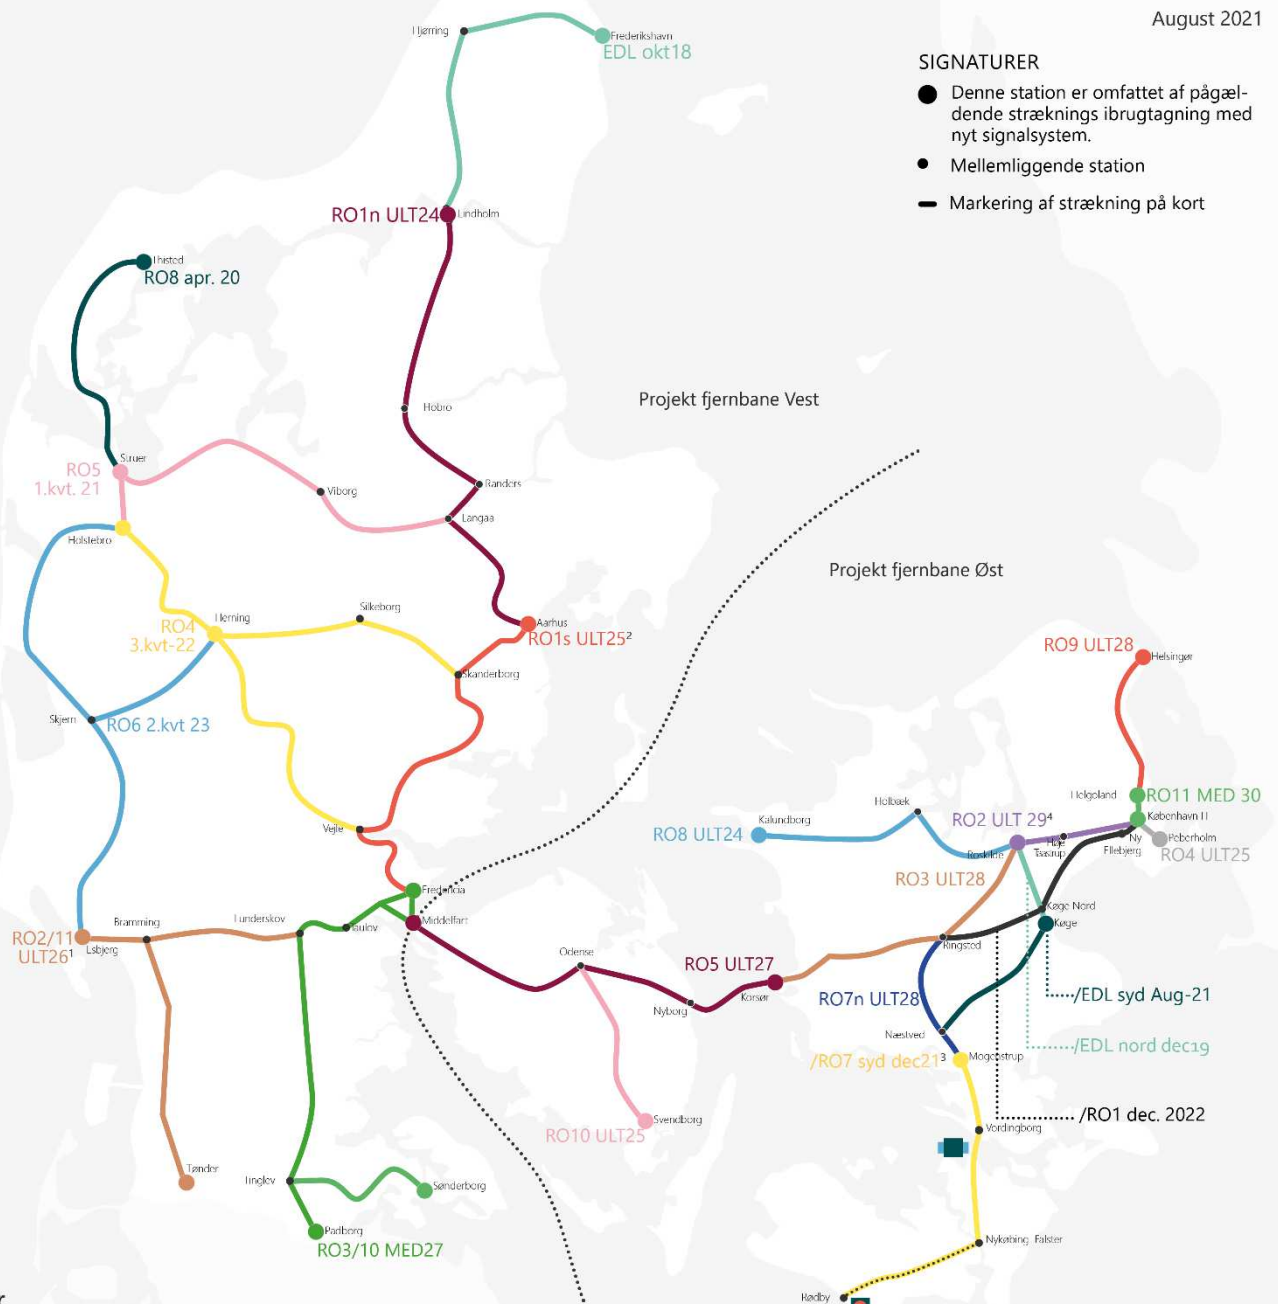 August 2021
SIGNATURER
Denne station er omfattet af pågæl-
dende stræknings ibrugtagning med
nyt signalsystem.
Mellemliggende station
Markering af strækning på kort
Hjørring
Frederikshavn
EDL okt18
RO1n ULT24
Lindholm
Thisted
RO8 apr. 20
Projekt fjernbane Vest
Hobro
Struer
RO5
1.kvt. 21
Viborg
Randers
Langaa
Holstebro
Projekt fjernbane Øst
Silkeborg
Herning
RO4
3.kvt-22
Aarhus
RO1s ULT25²
Skanderborg
RO9 ULT28
Helsingør
Skjern
RO6 2.kvt 23
Vejle
Helgoland
RO11 MED 30
Holbæk
Kalundborg
RO8 ULT24
RO2 ULT 29⁴
København H
Roskilde
Høje
Taastrup
Ny
Ellebjerg
Peberholm
RO4 ULT25
RO3 ULT28
Fredericia
Middelfart
Bramming
Lunderskov
Taulov
RO2/11
ULT26¹
Esbjerg
Køge Nord
Køge
Ringsted
Odense
RO5 ULT27
Korsør
Nyborg
RO7n ULT28
/EDL syd Aug-21
Næstved
/EDL nord dec19
/RO7 syd dec21³
Mogenstrup
/RO1 dec. 2022
Svendborg
RO10 ULT25
Vordingborg
Tønder
Tinglev
Sønderborg
Padborg
RO3/10 MED27
Nykøbing Falster
Rødby